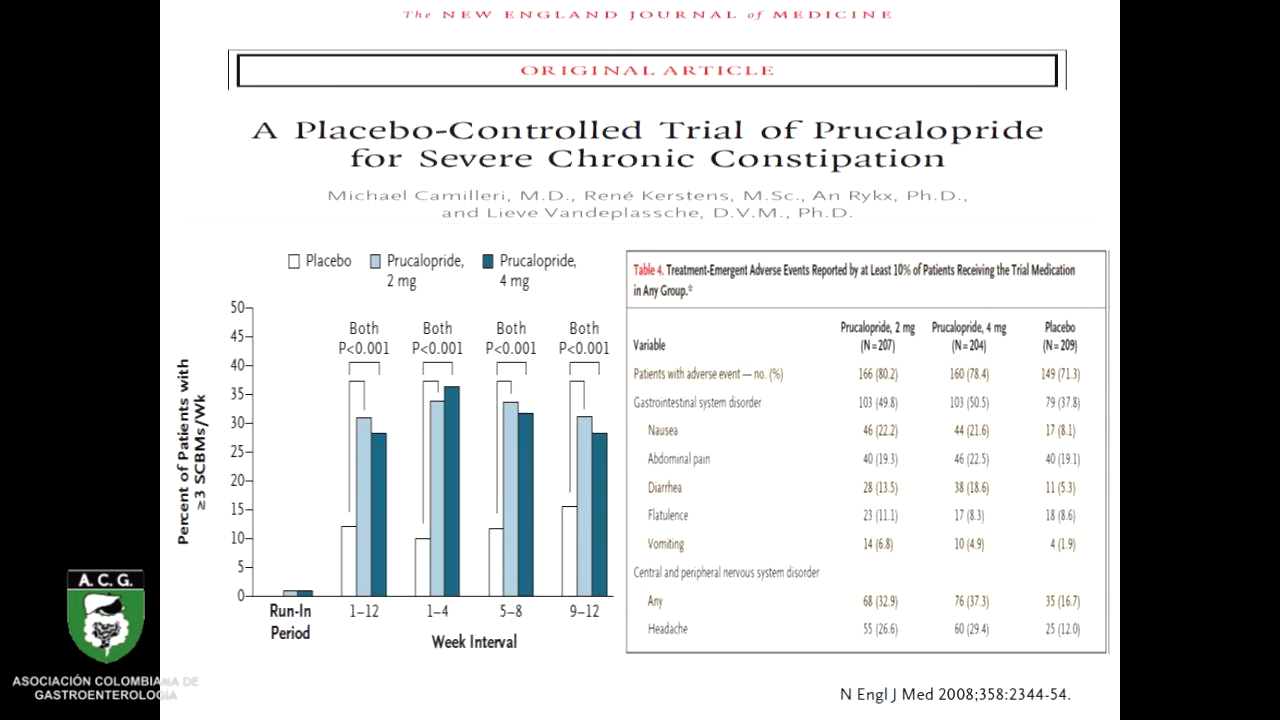 The NEW ENGLAND JOURNAL of MEDICINE
ORIGINAL ARTICLE
A Placebo-Controlled Trial of Prucalopride
for Severe Chronic Constipation
Michael Camilleri, M.D., René Kerstens, M.Sc., An Rykx, Ph.D.,
and Lieve Vandeplassche, D.V.M., Ph.D.
Placebo
Prucalopride,
2 mg
Prucalopride,
4 mg
Percent of Patients with
≥3 SCBMs/Wk
50
45
40
35
30
25
20
15
10
5
0
Both
P<0.001
Both
P<0.001
Both
P<0.001
Both
P<0.001
Run-In
Period
1–12
1–4
5–8
9–12
Week Interval
Table 4. Treatment-Emergent Adverse Events Reported by at Least 10% of Patients Receiving the Trial Medication
in Any Group.*
Variable Prucalopride, 2 mg (N=207) Prucalopride, 4 mg (N=204) Placebo (N=209)
Patients with adverse event — no. (%) 166 (80.2) 160 (78.4) 149 (71.3)
Gastrointestinal system disorder 103 (49.8) 103 (50.5) 79 (37.8)
Nausea 46 (22.2) 44 (21.6) 17 (8.1)
Abdominal pain 40 (19.3) 46 (22.5) 40 (19.1)
Diarrhea 28 (13.5) 38 (18.6) 11 (5.3)
Flatulence 23 (11.1) 17 (8.3) 18 (8.6)
Vomiting 14 (6.8) 10 (4.9) 4 (1.9)
Central and peripheral nervous system disorder
Any 68 (32.9) 76 (37.3) 35 (16.7)
Headache 55 (26.6) 60 (29.4) 25 (12.0)
A.C.G.
ASOCIACIÓN COLOMBIANA DE
GASTROENTEROLOGÍA
N Engl J Med 2008;358:2344-54.